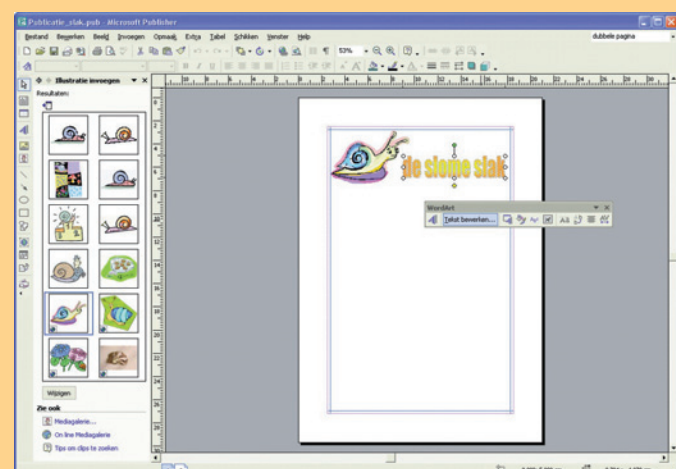 Publicatie_slak.pub - Microsoft Publisher
Bestand Bewerken Beeld Invoegen Opmaak Extra Tabel Schikken Venster Help
dubbele pagina
53%
Illustratie invoegen
Resultaten:
de slome slak
WordArt
Tekst bewerken...
Wijzigen
Zie ook
Mediagalerie...
On line Mediagalerie
Tips om clips te zoeken